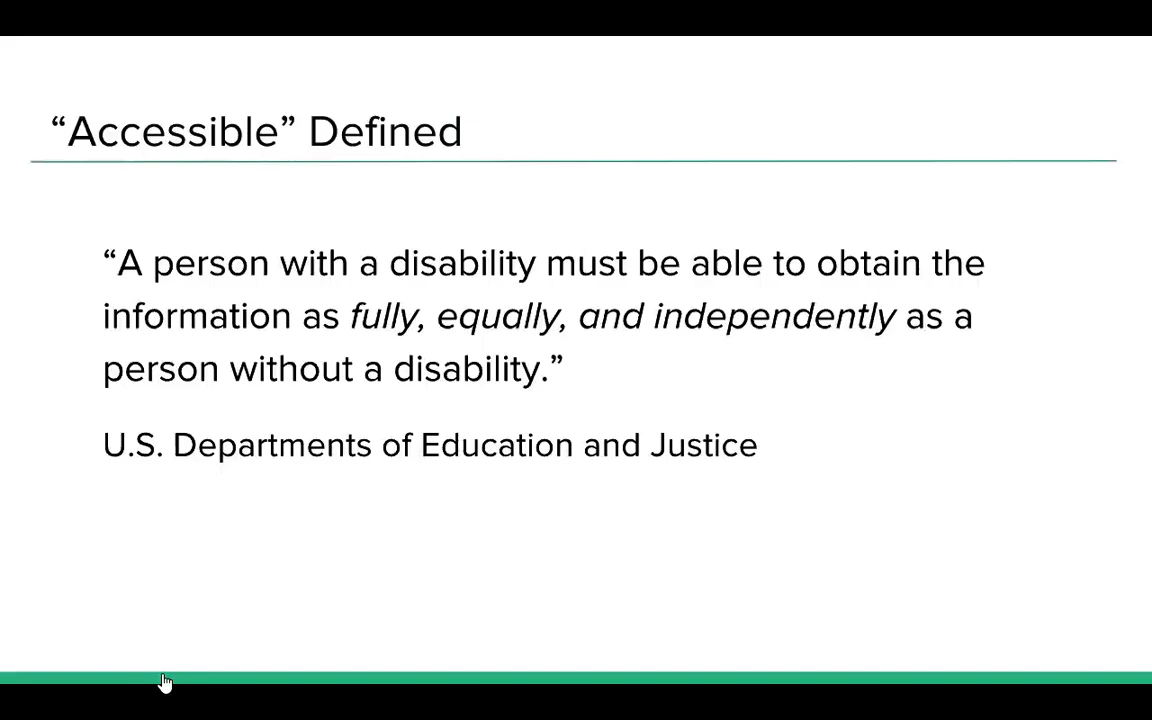 “Accessible” Defined
“A person with a disability must be able to obtain the
information as fully, equally, and independently as a
person without a disability.”
U.S. Departments of Education and Justice